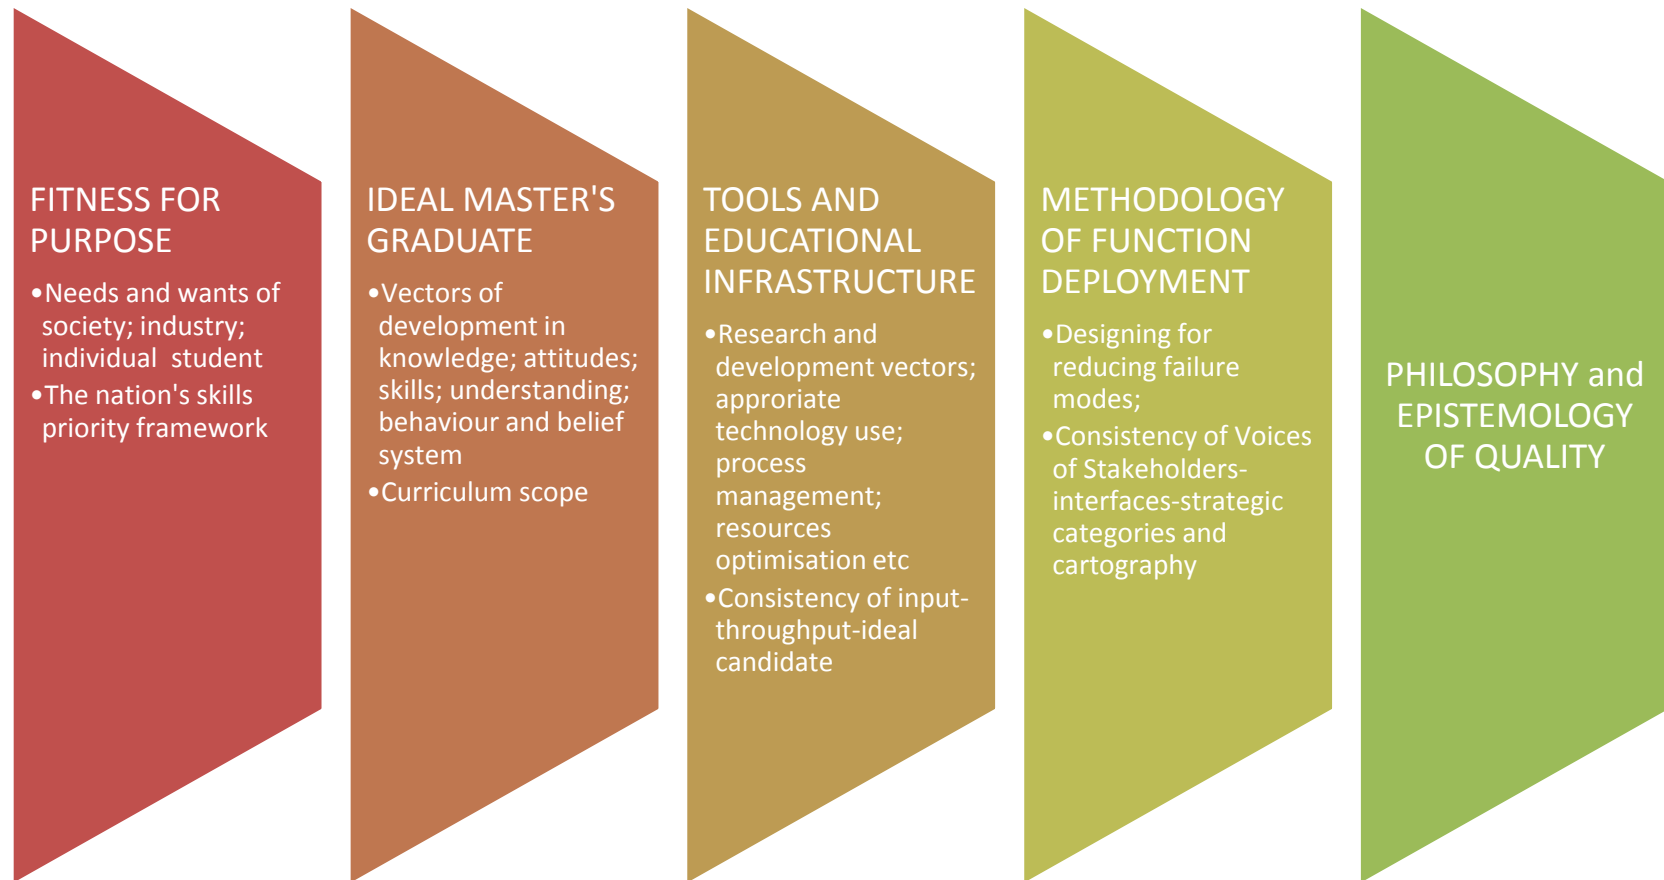 FITNESS FOR
PURPOSE
•Needs and wants of
society; industry;
individual  student
•The nation's skills
priority framework
IDEAL MASTER'S
GRADUATE
•Vectors of
development in
knowledge; attitudes;
skills; understanding;
behaviour and belief
system
•Curriculum scope
TOOLS AND
EDUCATIONAL
INFRASTRUCTURE
•Research and
development vectors;
approriate
technology use;
process
management;
resources
optimisation etc
•Consistency of input-
throughput-ideal
candidate
METHODOLOGY
OF FUNCTION
DEPLOYMENT
•Designing for
reducing failure
modes;
•Consistency of Voices
of Stakeholders-
interfaces-strategic
categories and
cartography
PHILOSOPHY and
EPISTEMOLOGY
OF QUALITY